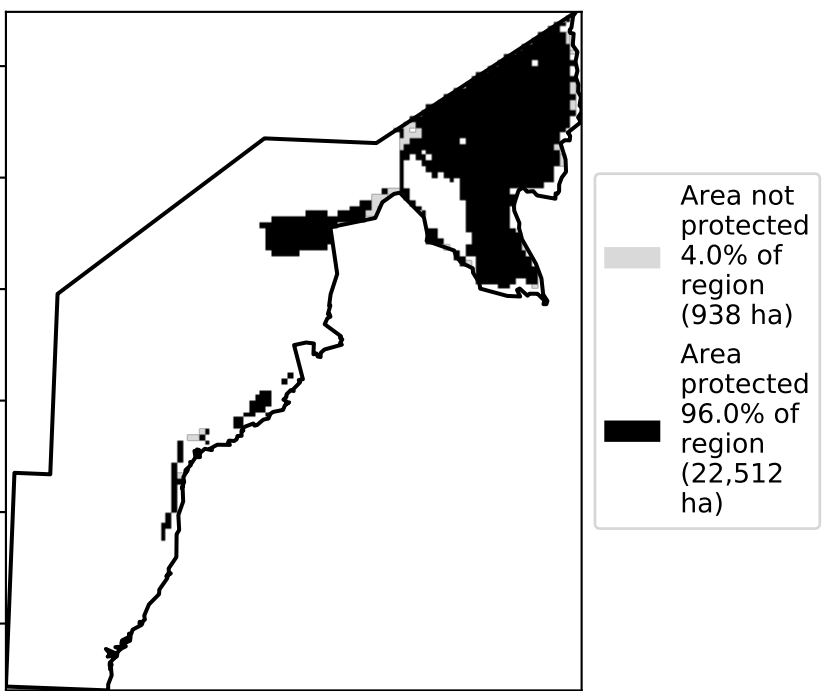 Area not
protected
4.0% of
region
(938 ha)
Area
protected
96.0% of
region
(22,512
ha)